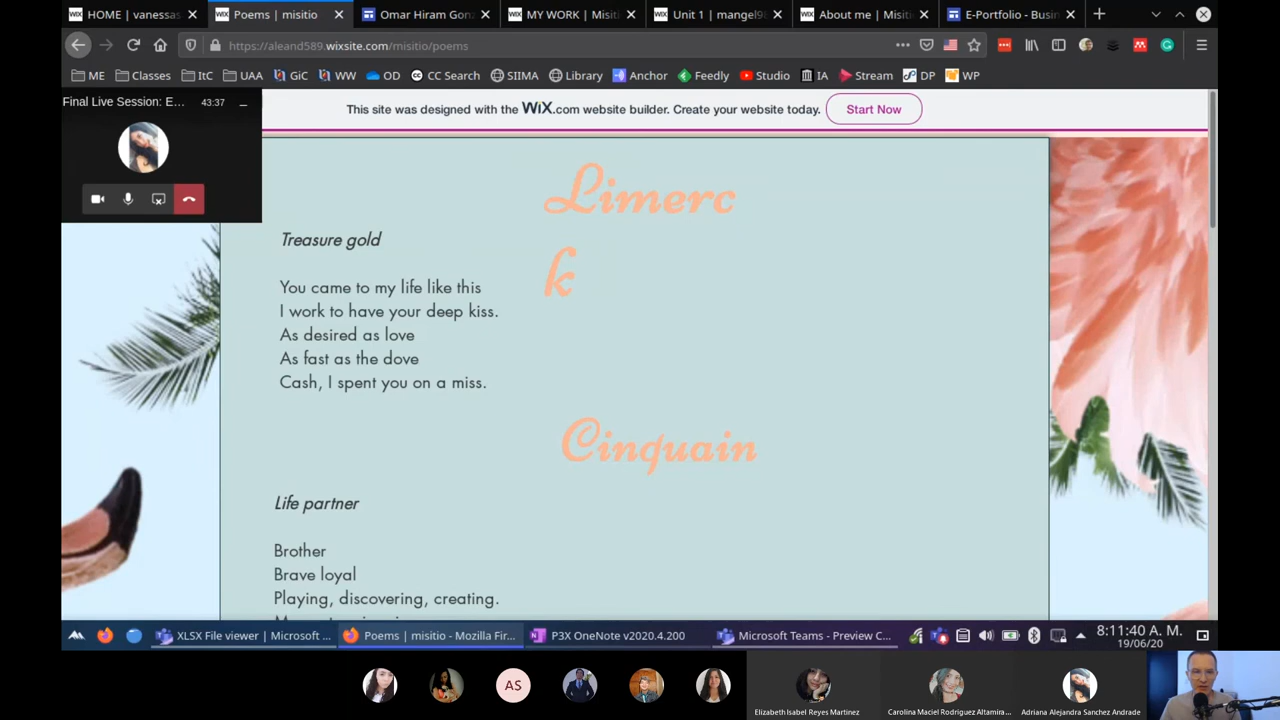 HOME | vanessas
Poems | misitio
Omar Hiram Gon
MY WORK | Misiti
Unit 1 | mangel98
About me | Misiti
E-Portfolio - Busi
https://aleand589.wixsite.com/misitio/poems
ME
Classes
ItC
UAA
GiC
WW
OD
CC Search
SIIMA
Library
Anchor
Feedly
Studio
IA
Stream
DP
WP
Final Live Session: E... 43:37
This site was designed with the WiX.com website builder. Create your website today. Start Now
Limerc
k
Treasure gold
You came to my life like this
I work to have your deep kiss.
As desired as love
As fast as the dove
Cash, I spent you on a miss.
Cinquain
Life partner
Brother
Brave loyal
Playing, discovering, creating.
XLSX File viewer | Microsoft ...
Poems | misitio - Mozilla Fir...
P3X OneNote v2020.4.200
Microsoft Teams - Preview C...
8:11:40 A. M.
19/06/20
AS
Elizabeth Isabel Reyes Martinez
Carolina Maciel Rodriguez Altamira...
Adriana Alejandra Sanchez Andrade